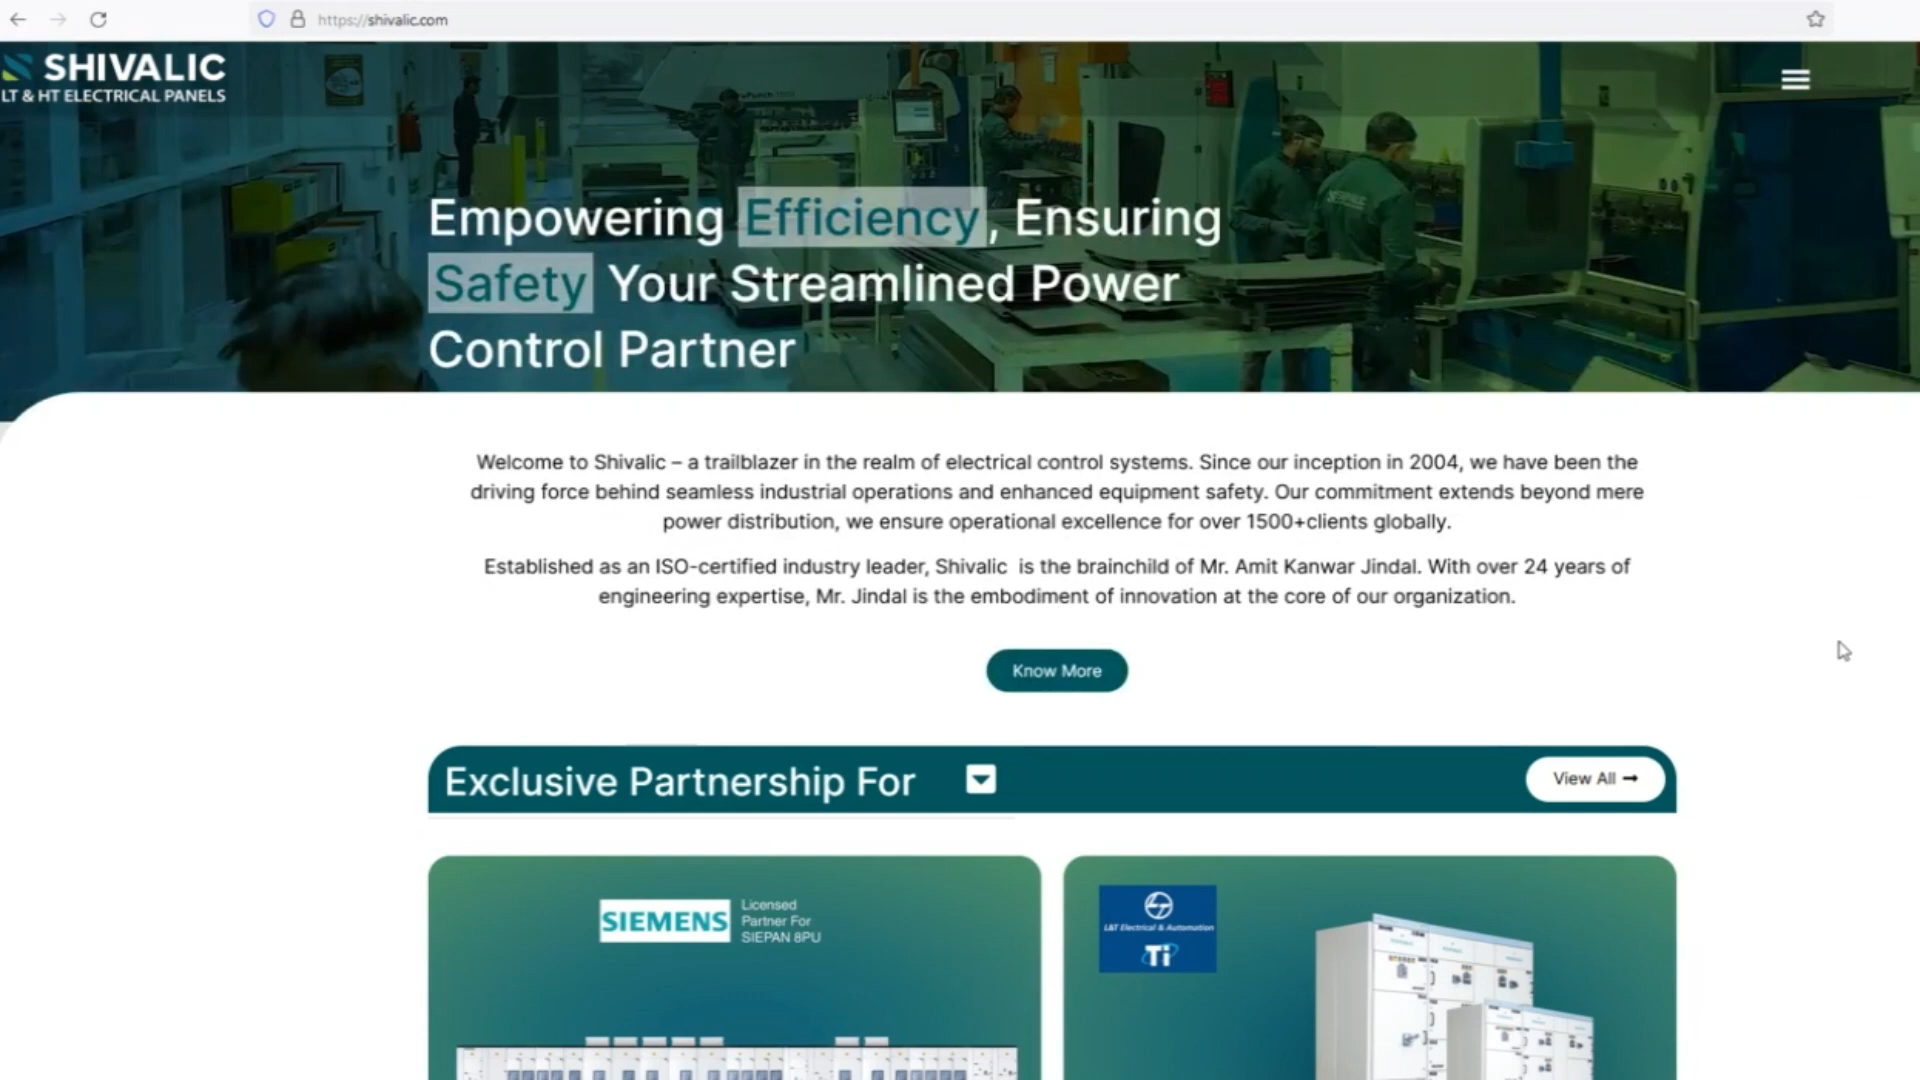 https://shivalic.com
SHIVALIC
LT & HT ELECTRICAL PANELS
Empowering Efficiency, Ensuring
Safety Your Streamlined Power
Control Partner
Welcome to Shivalic – a trailblazer in the realm of electrical control systems. Since our inception in 2004, we have been the
driving force behind seamless industrial operations and enhanced equipment safety. Our commitment extends beyond mere
power distribution, we ensure operational excellence for over 1500+clients globally.
Established as an ISO-certified industry leader, Shivalic is the brainchild of Mr. Amit Kanwar Jindal. With over 24 years of
engineering expertise, Mr. Jindal is the embodiment of innovation at the core of our organization.
Know More
Exclusive Partnership For
View All →
SIEMENS
Licensed
Partner For
SIEPAN 8PU
L&T Electrical & Automation
Ti